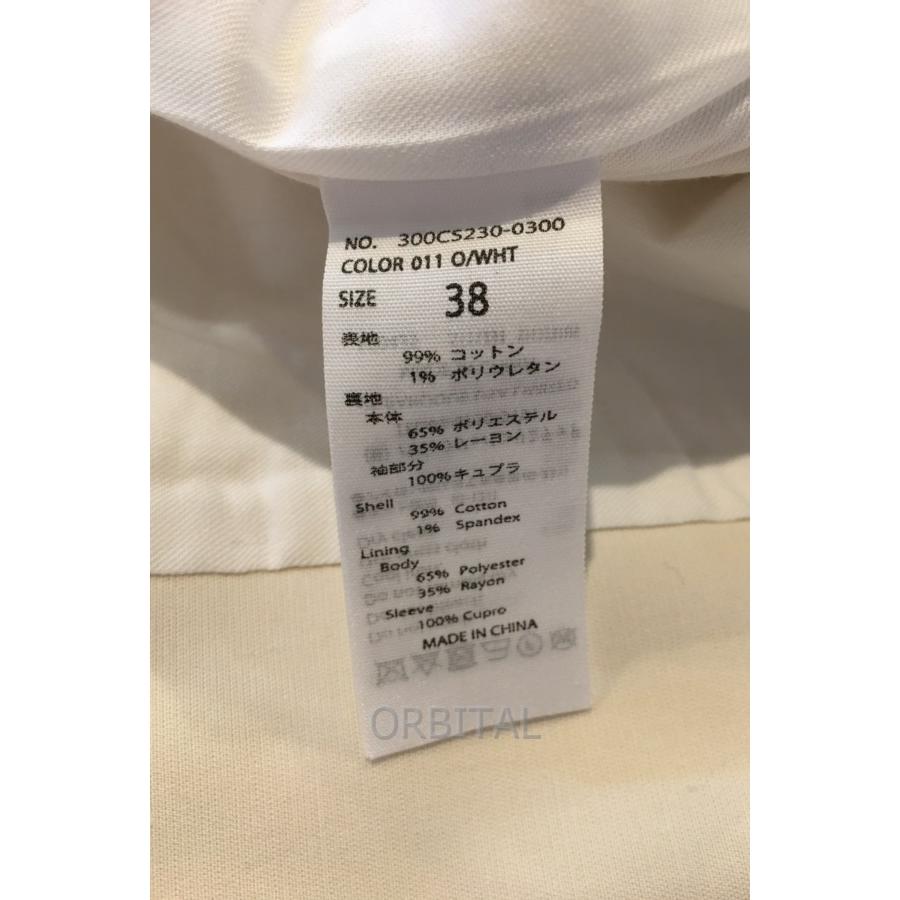 NO. 300CS230-0300
COLOR 011 O/WHT
SIZE 38
表地
99% コットン
1% ポリウレタン
裏地
本体
65% ポリエステル
35% レーヨン
袖部分
100% キュプラ
Shell
99% Cotton
1% Spandex
Lining
Body
65% Polyester
35% Rayon
Sleeve
100% Cupro
MADE IN CHINA
ORBITAL